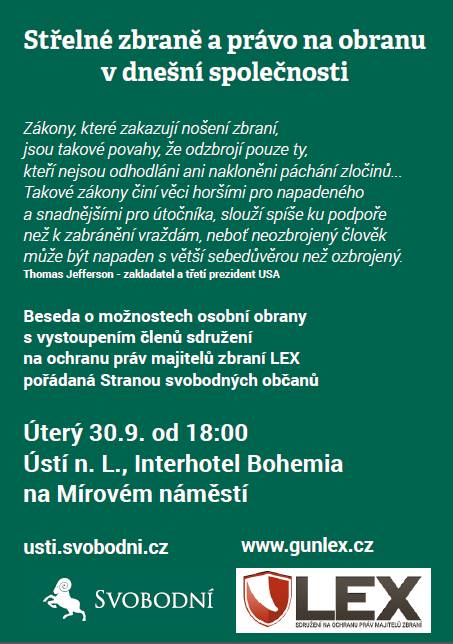 Střelné zbraně a právo na obranu
v dnešní společnosti
Zákony, které zakazují nošení zbraní,
jsou takové povahy, že odzbrojí pouze ty,
kteří nejsou odhodláni ani nakloněni páchání zločinů...
Takové zákony činí věci horšími pro napadeného
a snadnějšími pro útočníka, slouží spíše ku podpoře
než k zabránění vraždám, neboť neozbrojený člověk
může být napaden s větší sebedůvěrou než ozbrojený.
Thomas Jefferson - zakladatel a třetí prezident USA
Beseda o možnostech osobní obrany
s vystoupením členů sdružení
na ochranu práv majitelů zbraní LEX
pořádaná Stranou svobodných občanů
Úterý 30.9. od 18:00
Ústí n. L., Interhotel Bohemia
na Mírovém náměstí
usti.svobodni.cz www.gunlex.cz
SVOBODNÍ LEX
SDRUŽENÍ NA OCHRANU PRÁV MAJITELŮ ZBRANÍ